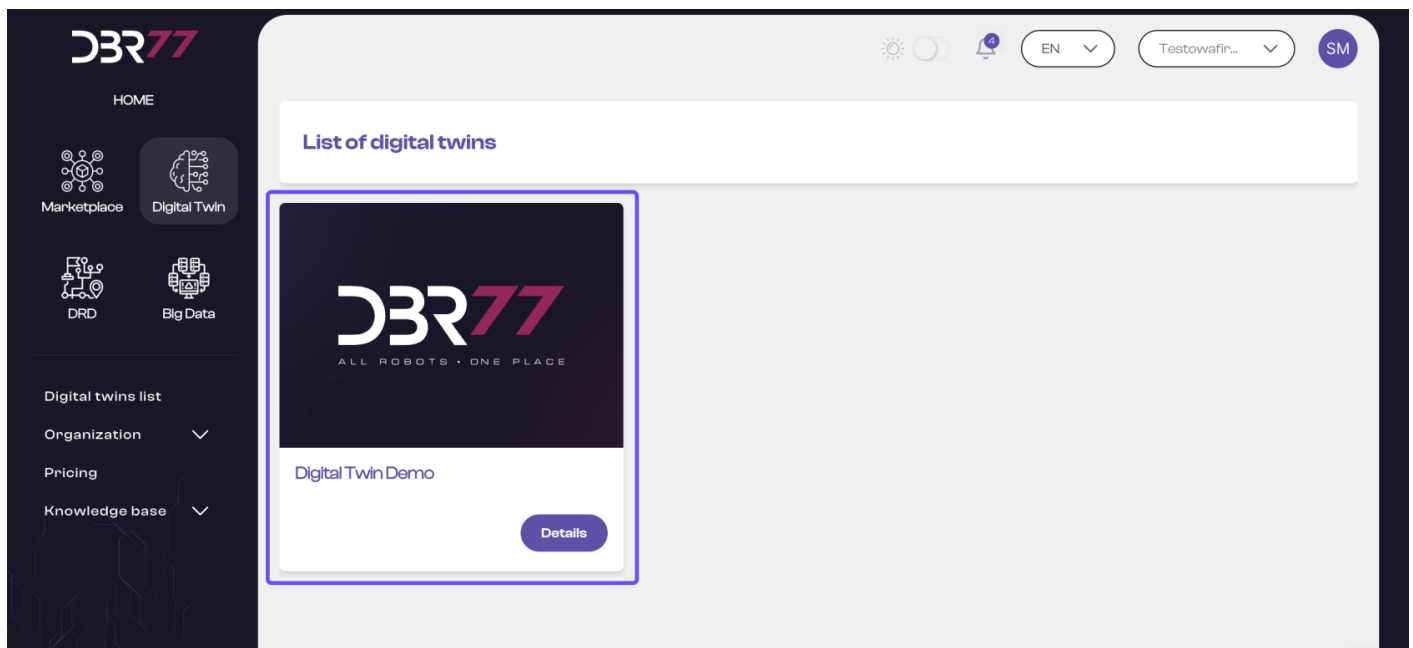 DBR77
HOME
Marketplace
Digital Twin
DRD
Big Data
Digital twins list
Organization
Pricing
Knowledge base
4
EN
Testowafir...
SM
List of digital twins
DBR77
ALL ROBOTS • ONE PLACE
Digital Twin Demo
Details